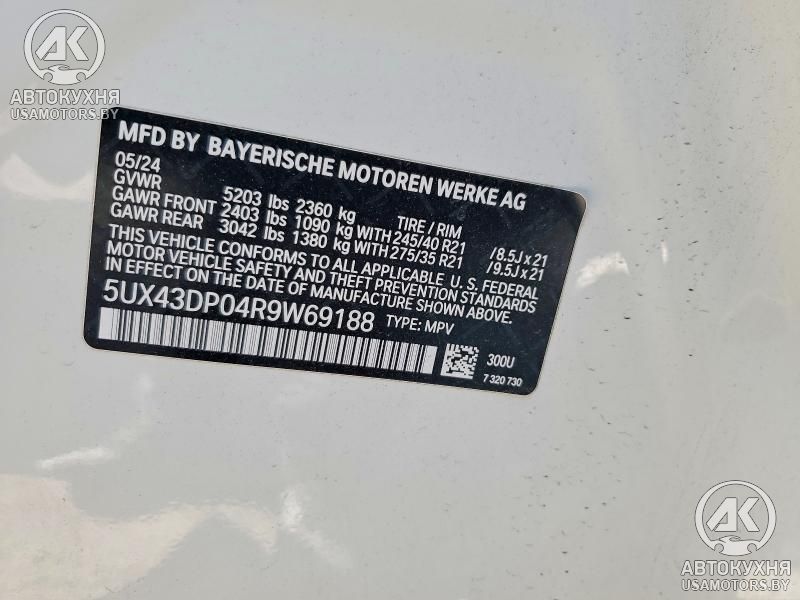 AK
АВТОКУХНЯ
USAMOTORS.BY
MFD BY BAYERISCHE MOTOREN WERKE AG
05/24
GVWR 5203 lbs 2360 kg TIRE / RIM
GAWR FRONT 2403 lbs 1090 kg WITH 245/40 R21 /8.5J x 21
GAWR REAR 3042 lbs 1380 kg WITH 275/35 R21 /9.5J x 21
THIS VEHICLE CONFORMS TO ALL APPLICABLE U. S. FEDERAL
MOTOR VEHICLE SAFETY AND THEFT PREVENTION STANDARDS
IN EFFECT ON THE DATE OF MANUFACTURE SHOWN ABOVE.
5UX43DP04R9W69188 TYPE: MPV
300U
7 320 730
AK
АВТОКУХНЯ
USAMOTORS.BY